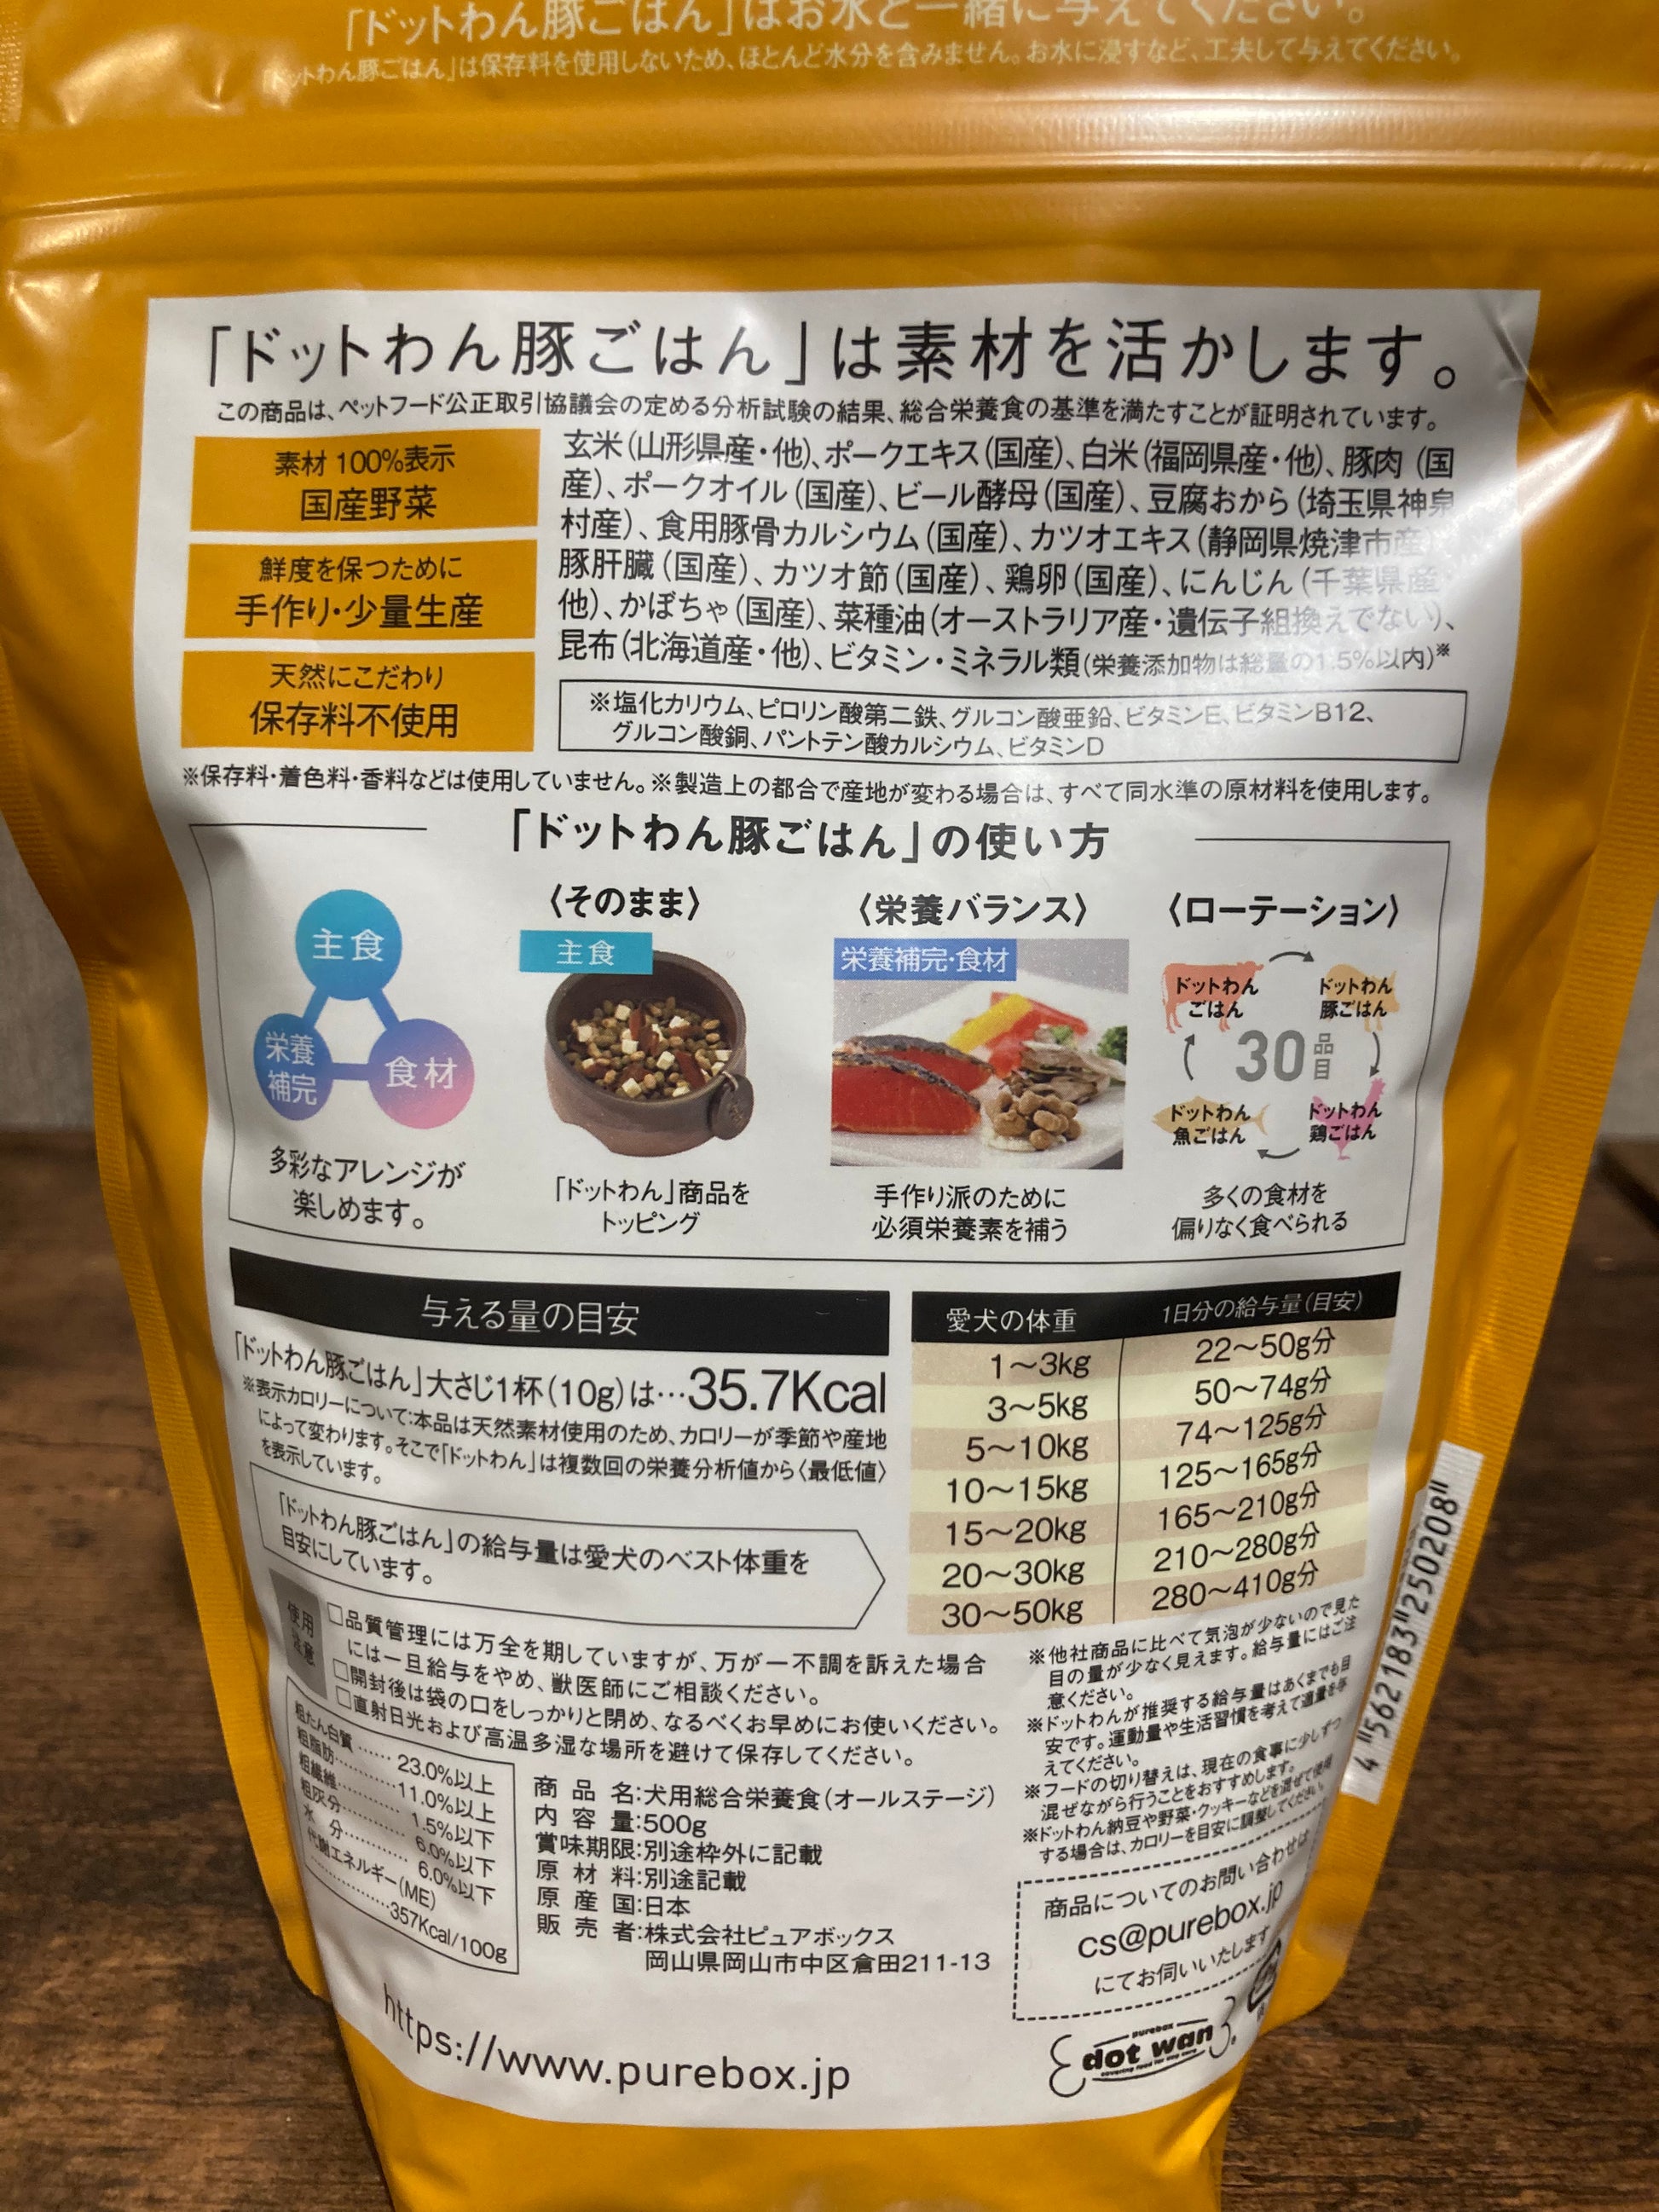 「ドットわん豚ごはん」はお水と一緒に与えてください。
「ドットわん豚ごはん」は保存料を使用しないため、ほとんど水分を含みません。お水に浸すなど、工夫して与えてください。
「ドットわん豚ごはん」は素材を活かします。
この商品は、ペットフード公正取引協議会の定める分析試験の結果、総合栄養食の基準を満たすことが証明されています。
素材 100%表示
国産野菜
鮮度を保つために
手作り・少量生産
天然にこだわり
保存料不使用
玄米(山形県産・他)、ポークエキス(国産)、白米(福岡県産・他)、豚肉(国
産)、ポークオイル(国産)、ビール酵母(国産)、豆腐おから(埼玉県神泉
村産)、食用豚骨カルシウム(国産)、カツオエキス(静岡県焼津市産)、
豚肝臓(国産)、カツオ節(国産)、鶏卵(国産)、にんじん(千葉県産・
他)、かぼちゃ(国産)、菜種油(オーストラリア産・遺伝子組換えでない)、
昆布(北海道産・他)、ビタミン・ミネラル類(栄養添加物は総量の1.5%以内)※
※塩化カリウム、ピロリン酸第二鉄、グルコン酸亜鉛、ビタミンE、ビタミンB12、
グルコン酸銅、パントテン酸カルシウム、ビタミンD
※保存料・着色料・香料などは使用していません。※製造上の都合で産地が変わる場合は、すべて同水準の原材料を使用します。
「ドットわん豚ごはん」の使い方
主食
栄養
補完
食材
多彩なアレンジが
楽しめます。
〈そのまま〉
主食
「ドットわん」商品を
トッピング
〈栄養バランス〉
栄養補完・食材
手作り派のために
必須栄養素を補う
〈ローテーション〉
ドットわん
ごはん
ドットわん
豚ごはん
30品目
ドットわん
魚ごはん
ドットわん
鶏ごはん
多くの食材を
偏りなく食べられる
与える量の目安
「ドットわん豚ごはん」大さじ1杯(10g)は…35.7Kcal
※表示カロリーについて:本品は天然素材使用のため、カロリーが季節や産地
によって変わります。そこで「ドットわん」は複数回の栄養分析値から〈最低値〉
を表示しています。
「ドットわん豚ごはん」の給与量は愛犬のベスト体重を
目安にしています。
愛犬の体重 1日分の給与量(目安)
1〜3kg 22〜50g分
3〜5kg 50〜74g分
5〜10kg 74〜125g分
10〜15kg 125〜165g分
15〜20kg 165〜210g分
20〜30kg 210〜280g分
30〜50kg 280〜410g分
使用
注意
□品質管理には万全を期していますが、万が一不調を訴えた場合
には一旦給与をやめ、獣医師にご相談ください。
□開封後は袋の口をしっかりと閉め、なるべくお早めにお使いください。
□直射日光および高温多湿な場所を避けて保存してください。
※他社商品に比べて気泡が少ないので見た
目の量が少なく見えます。給与量にはご注
意ください。
※ドットわんが推奨する給与量はあくまでも目
安です。運動量や生活習慣を考えて適量を与
えてください。
※フードの切り替えは、現在の食事に少しずつ
混ぜながら行うことをおすすめします。
※ドットわん納豆や野菜・クッキーなどを混ぜて使用
する場合は、カロリーを目安に調整してください。
粗たん白質……23.0%以上
粗脂肪……11.0%以上
粗繊維……1.5%以下
粗灰分……6.0%以下
水分……6.0%以下
代謝エネルギー(ME)
……357Kcal/100g
商品名:犬用総合栄養食(オールステージ)
内容量:500g
賞味期限:別途枠外に記載
原材料:別途記載
原産国:日本
販売者:株式会社ピュアボックス
岡山県岡山市中区倉田211-13
商品についてのお問い合わせは
cs@purebox.jp
にてお伺いいたします
https://www.purebox.jp
purebox
dot wan
4"562183"250208"